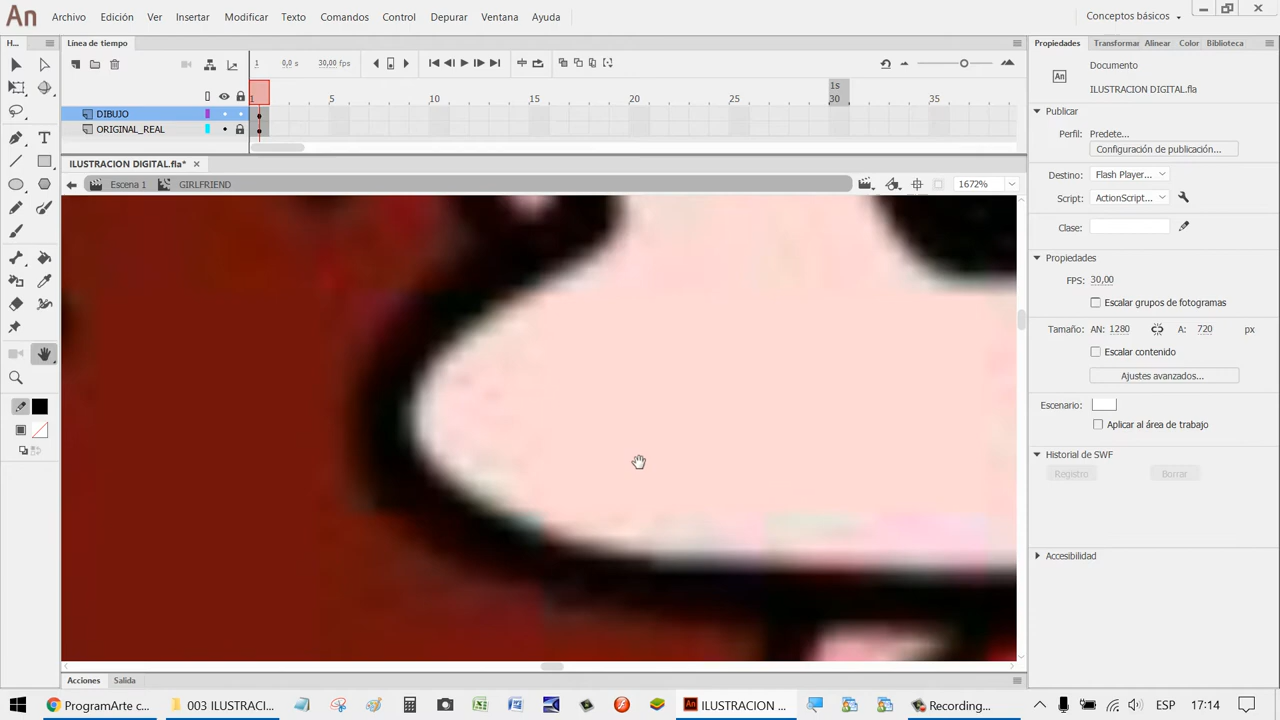 An Archivo Edición Ver Insertar Modificar Texto Comandos Control Depurar Ventana Ayuda Conceptos básicos
H... Línea de tiempo Propiedades Transformar Alinear Color Biblioteca
1 0,0 s 30,00 fps
Documento
An ILUSTRACION DIGITAL.fla
1s
1 5 10 15 20 25 30 35
DIBUJO
ORIGINAL_REAL
Publicar
Perfil: Predete...
Configuración de publicación...
ILUSTRACION DIGITAL.fla*
Destino: Flash Player...
Escena 1 GIRLFRIEND 1672%
Script: ActionScript...
Clase:
Propiedades
FPS: 30,00
Escalar grupos de fotogramas
Tamaño: AN: 1280 A: 720 px
Escalar contenido
Ajustes avanzados...
Escenario:
Aplicar al área de trabajo
Historial de SWF
Registro Borrar
Accesibilidad
Acciones Salida
ProgramArte c... 003 ILUSTRACI... An ILUSTRACION ... Recording... ESP 17:14